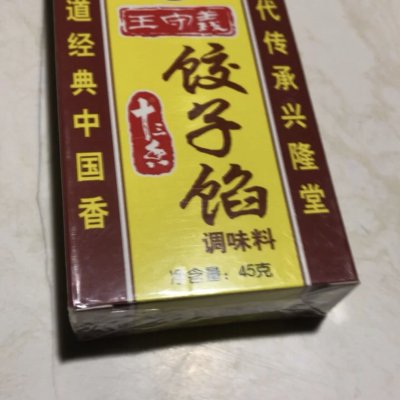 王守義
十三香
饺子馅
调味料
净含量：45克
道经典中国香
代传承兴隆堂